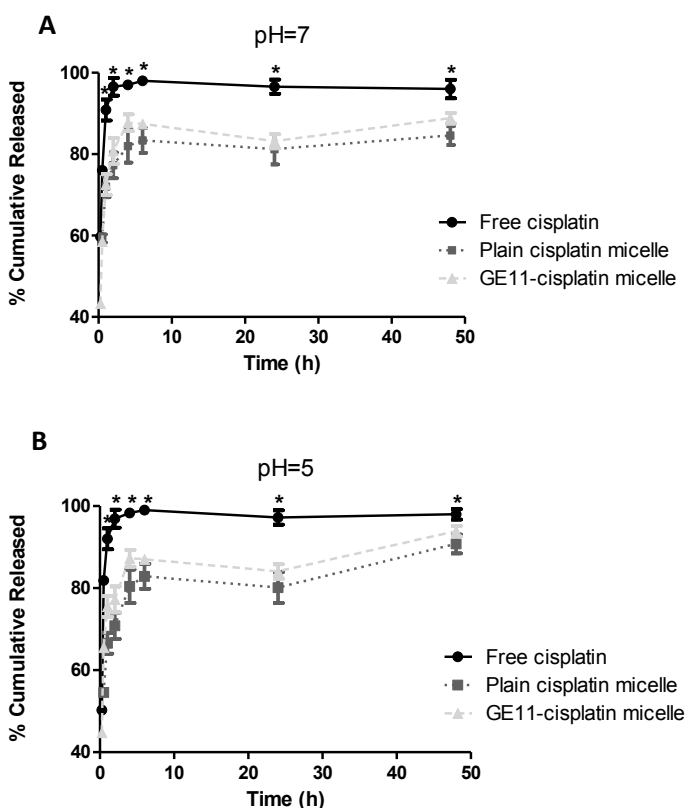 A
pH=7
* * * * * *
100
80
60
40
0 10 20 30 40 50
% Cumulative Released
Time (h)
Free cisplatin
Plain cisplatin micelle
GE11-cisplatin micelle
B
pH=5
* * * * * *
100
80
60
40
0 10 20 30 40 50
% Cumulative Released
Time (h)
Free cisplatin
Plain cisplatin micelle
GE11-cisplatin micelle